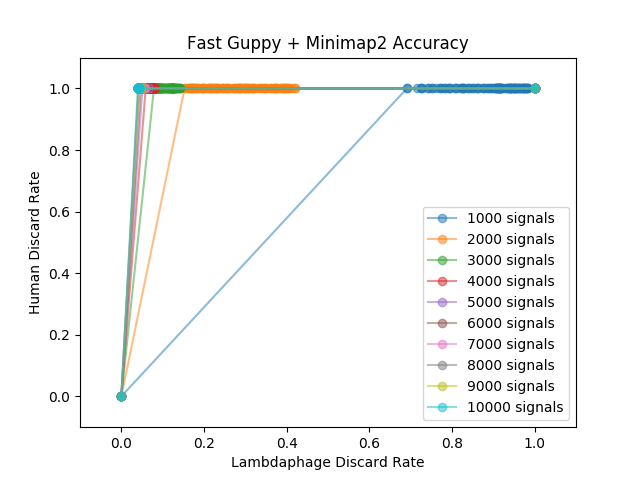 Fast Guppy + Minimap2 Accuracy
Human Discard Rate
1.0
0.8
0.6
0.4
0.2
0.0
1000 signals
2000 signals
3000 signals
4000 signals
5000 signals
6000 signals
7000 signals
8000 signals
9000 signals
10000 signals
0.0 0.2 0.4 0.6 0.8 1.0
Lambdaphage Discard Rate